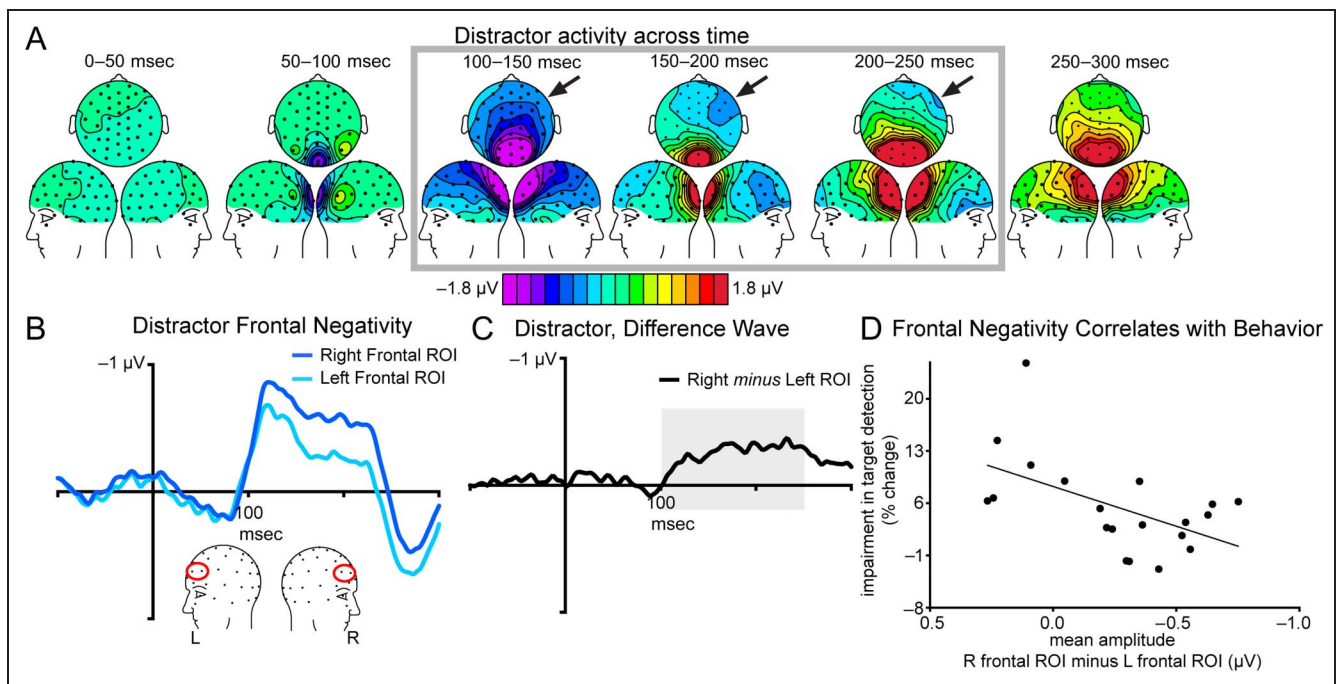 A
Distractor activity across time
0–50 msec
50–100 msec
100–150 msec
150–200 msec
200–250 msec
250–300 msec
–1.8 µV
1.8 µV
B
Distractor Frontal Negativity
–1 µV
Right Frontal ROI
Left Frontal ROI
100
msec
L
R
C
Distractor, Difference Wave
–1 µV
Right minus Left ROI
100
msec
D
Frontal Negativity Correlates with Behavior
impairment in target detection
(% change)
20
13
6
–1
–8
0.5
0.0
–0.5
–1.0
mean amplitude
R frontal ROI minus L frontal ROI (µV)